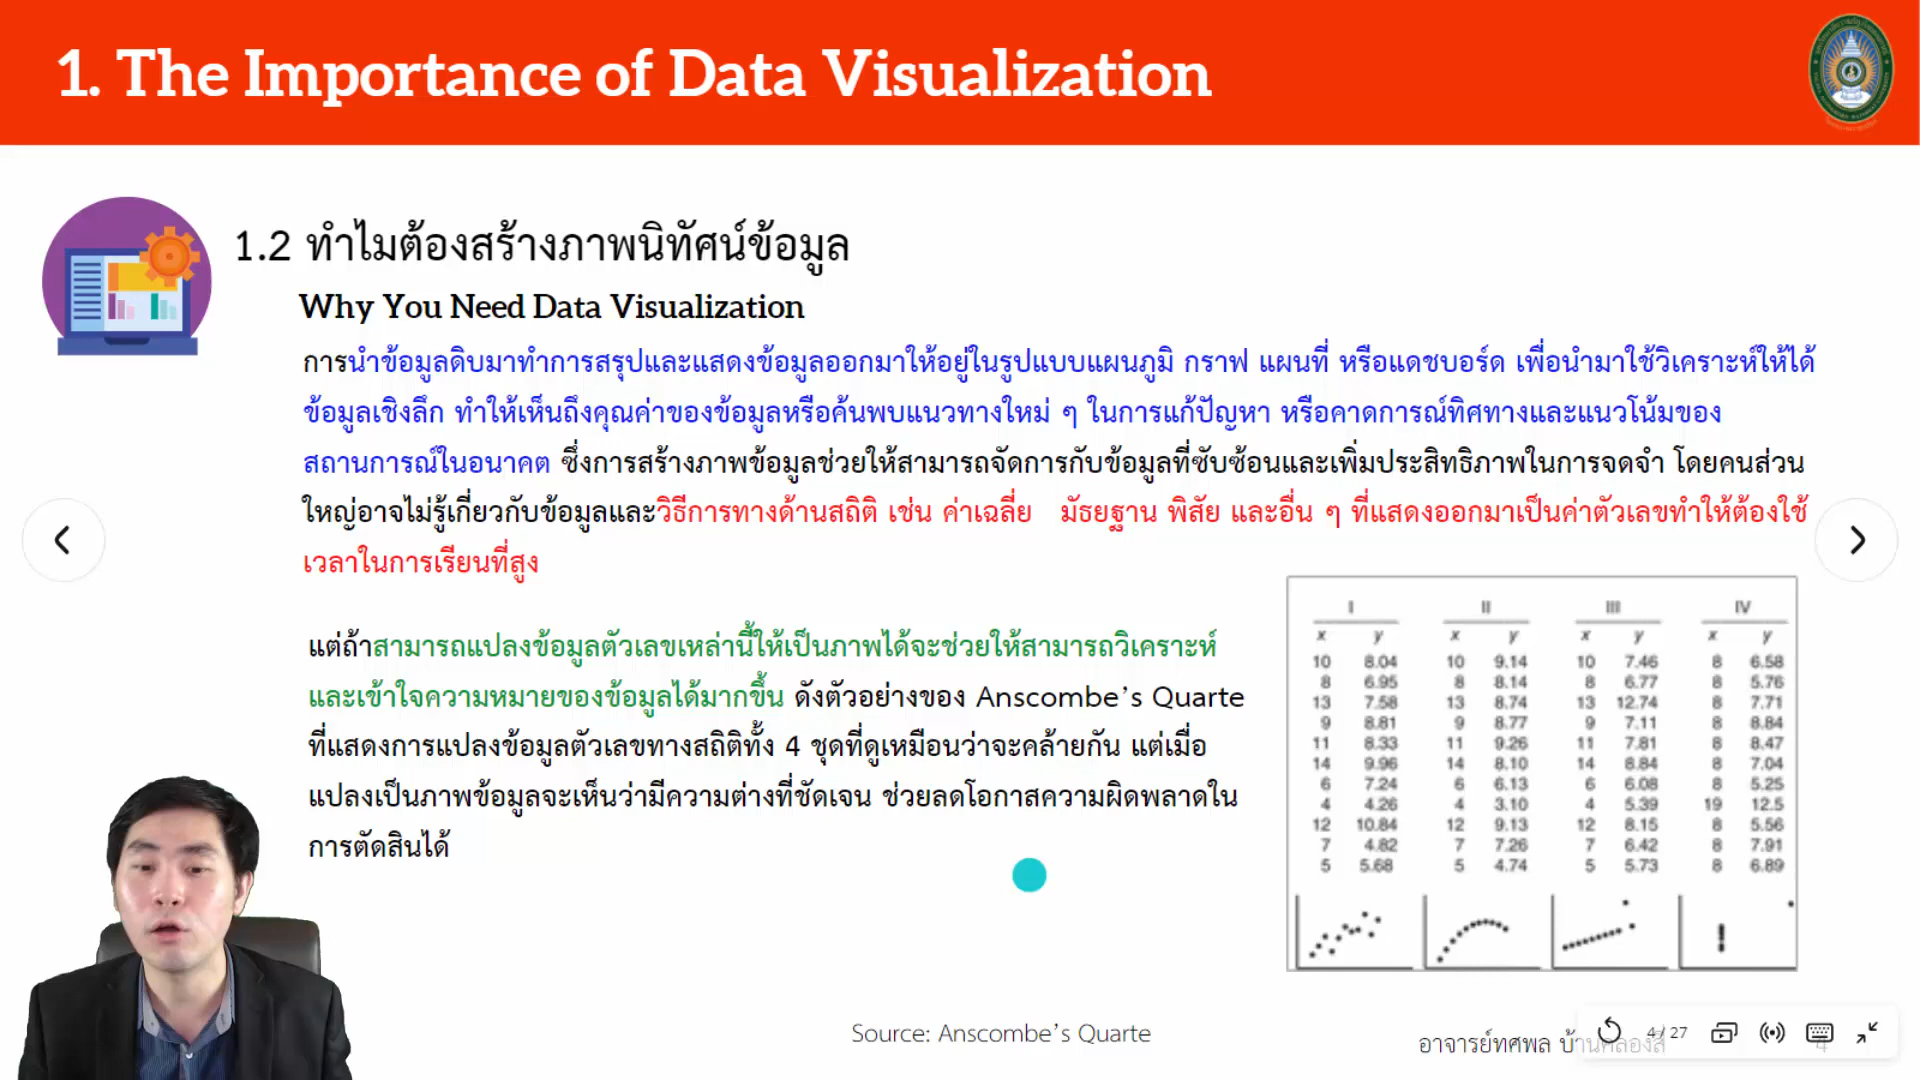 1. The Importance of Data Visualization
1.2 ทำไมต้องสร้างภาพนิทัศน์ข้อมูล
Why You Need Data Visualization
การนำข้อมูลดิบมาทำการสรุปและแสดงข้อมูลออกมาให้อยู่ในรูปแบบแผนภูมิ กราฟ แผนที่ หรือแดชบอร์ด เพื่อนำมาใช้วิเคราะห์ให้ได้
ข้อมูลเชิงลึก ทำให้เห็นถึงคุณค่าของข้อมูลหรือค้นพบแนวทางใหม่ ๆ ในการแก้ปัญหา หรือคาดการณ์ทิศทางและแนวโน้มของ
สถานการณ์ในอนาคต ซึ่งการสร้างภาพข้อมูลช่วยให้สามารถจัดการกับข้อมูลที่ซับซ้อนและเพิ่มประสิทธิภาพในการจดจำ โดยคนส่วน
ใหญ่อาจไม่รู้เกี่ยวกับข้อมูลและวิธีการทางด้านสถิติ เช่น ค่าเฉลี่ย มัธยฐาน พิสัย และอื่น ๆ ที่แสดงออกมาเป็นค่าตัวเลขทำให้ต้องใช้
เวลาในการเรียนที่สูง
แต่ถ้าสามารถแปลงข้อมูลตัวเลขเหล่านี้ให้เป็นภาพได้จะช่วยให้สามารถวิเคราะห์
และเข้าใจความหมายของข้อมูลได้มากขึ้น ดังตัวอย่างของ Anscombe's Quarte
ที่แสดงการแปลงข้อมูลตัวเลขทางสถิติทั้ง 4 ชุดที่ดูเหมือนว่าจะคล้ายกัน แต่เมื่อ
แปลงเป็นภาพข้อมูลจะเห็นว่ามีความต่างที่ชัดเจน ช่วยลดโอกาสความผิดพลาดใน
การตัดสินได้
I II III IV
x y x y x y x y
10 8.04 10 9.14 10 7.46 8 6.58
8 6.95 8 8.14 8 6.77 8 5.76
13 7.58 13 8.74 13 12.74 8 7.71
9 8.81 9 8.77 9 7.11 8 8.84
11 8.33 11 9.26 11 7.81 8 8.47
14 9.96 14 8.10 14 8.84 8 7.04
6 7.24 6 6.13 6 6.08 8 5.25
4 4.26 4 3.10 4 5.39 19 12.5
12 10.84 12 9.13 12 8.15 8 5.56
7 4.82 7 7.26 7 6.42 8 7.91
5 5.68 5 4.74 5 5.73 8 6.89
Source: Anscombe's Quarte
อาจารย์ทศพล บ้านคลองสี่
4 / 27
4